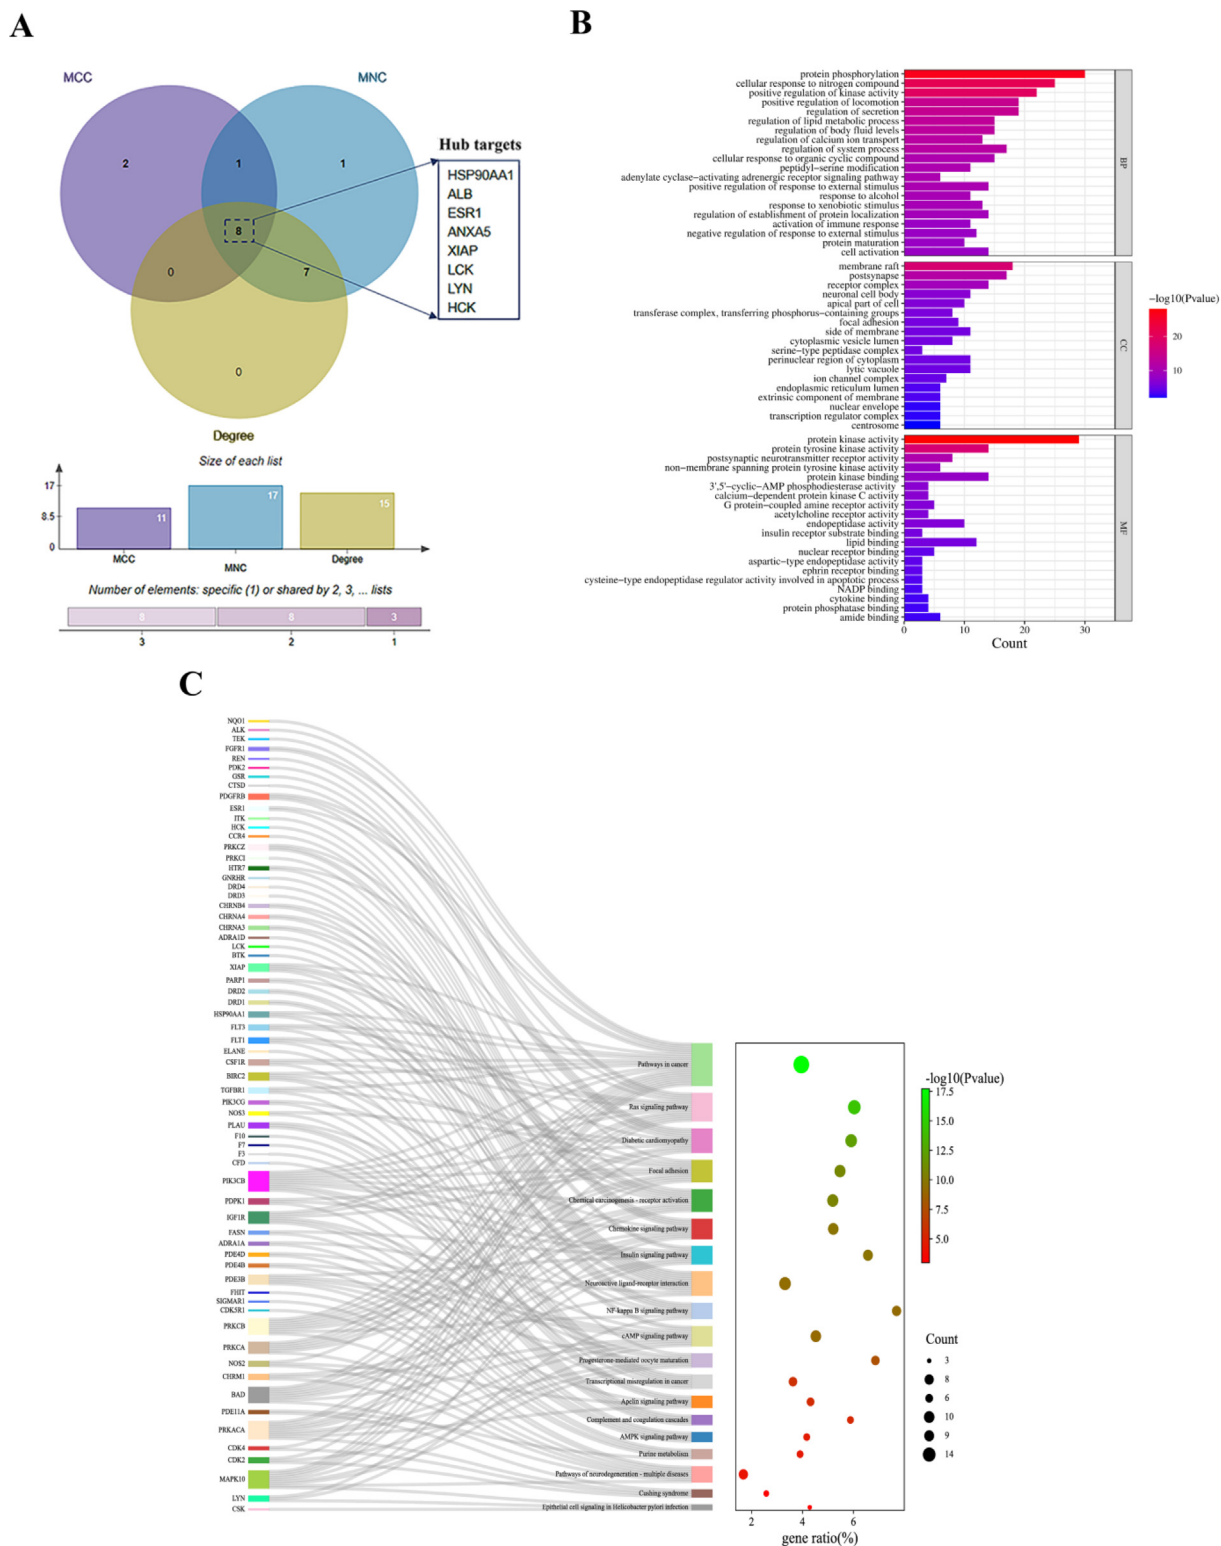 A
MCC
MNC
2
1
1
8
0
7
0
Degree
Hub targets
HSP90AA1
ALB
ESR1
ANXA5
XIAP
LCK
LYN
HCK
Size of each list
17
8.5
0
11
17
15
MCC
MNC
Degree
Number of elements: specific (1) or shared by 2, 3, ... lists
8
8
3
3
2
1
B
protein phosphorylation
cellular response to nitrogen compound
positive regulation of kinase activity
positive regulation of locomotion
regulation of secretion
regulation of lipid metabolic process
regulation of body fluid levels
regulation of calcium ion transport
regulation of system process
cellular response to organic cyclic compound
peptidyl−serine modification
adenylate cyclase−activating adrenergic receptor signaling pathway
positive regulation of response to external stimulus
response to alcohol
response to xenobiotic stimulus
regulation of establishment of protein localization
activation of immune response
negative regulation of response to external stimulus
protein maturation
cell activation
BP
membrane raft
postsynapse
receptor complex
neuronal cell body
apical part of cell
transferase complex, transferring phosphorus−containing groups
focal adhesion
side of membrane
cytoplasmic vesicle lumen
serine−type peptidase complex
perinuclear region of cytoplasm
lytic vacuole
ion channel complex
endoplasmic reticulum lumen
extrinsic component of membrane
nuclear envelope
transcription regulator complex
centrosome
CC
protein kinase activity
protein tyrosine kinase activity
postsynaptic neurotransmitter receptor activity
non−membrane spanning protein tyrosine kinase activity
protein kinase binding
3',5'−cyclic−AMP phosphodiesterase activity
calcium−dependent protein kinase C activity
G protein−coupled amine receptor activity
acetylcholine receptor activity
endopeptidase activity
insulin receptor substrate binding
lipid binding
nuclear receptor binding
aspartic−type endopeptidase activity
ephrin receptor binding
cysteine−type endopeptidase regulator activity involved in apoptotic process
NADP binding
cytokine binding
protein phosphatase binding
amide binding
MF
0
10
20
30
Count
−log10(Pvalue)
20
10
C
NQO1
ALK
TEK
FGFR1
REN
PDK2
GSR
CTSD
PDGFRB
ESR1
ITK
HCK
CCR4
PRKCZ
PRKCI
HTR7
GNRHR
DRD4
DRD3
CHRNB4
CHRNA4
CHRNA3
ADRA1D
LCK
BTK
XIAP
PARP1
DRD2
DRD1
HSP90AA1
FLT3
FLT1
ELANE
CSF1R
BIRC2
TGFBR1
PIK3CG
NOS3
PLAU
F10
F7
F3
CFD
PIK3CB
PDPK1
IGF1R
FASN
ADRA1A
PDE4D
PDE4B
PDE3B
FHIT
SIGMAR1
CDK5R1
PRKCB
PRKCA
NOS2
CHRM1
BAD
PDE11A
PRKACA
CDK4
CDK2
MAPK10
LYN
CSK
Pathways in cancer
Ras signaling pathway
Diabetic cardiomyopathy
Focal adhesion
Chemical carcinogenesis - receptor activation
Chemokine signaling pathway
Insulin signaling pathway
Neuroactive ligand-receptor interaction
NF-kappa B signaling pathway
cAMP signaling pathway
Progesterone-mediated oocyte maturation
Transcriptional misregulation in cancer
Apelin signaling pathway
Complement and coagulation cascades
AMPK signaling pathway
Purine metabolism
Pathways of neurodegeneration - multiple diseases
Cushing syndrome
Epithelial cell signaling in Helicobacter pylori infection
2
4
6
gene ratio(%)
-log10(Pvalue)
17.5
15.0
12.5
10.0
7.5
5.0
Count
3
8
6
10
9
14